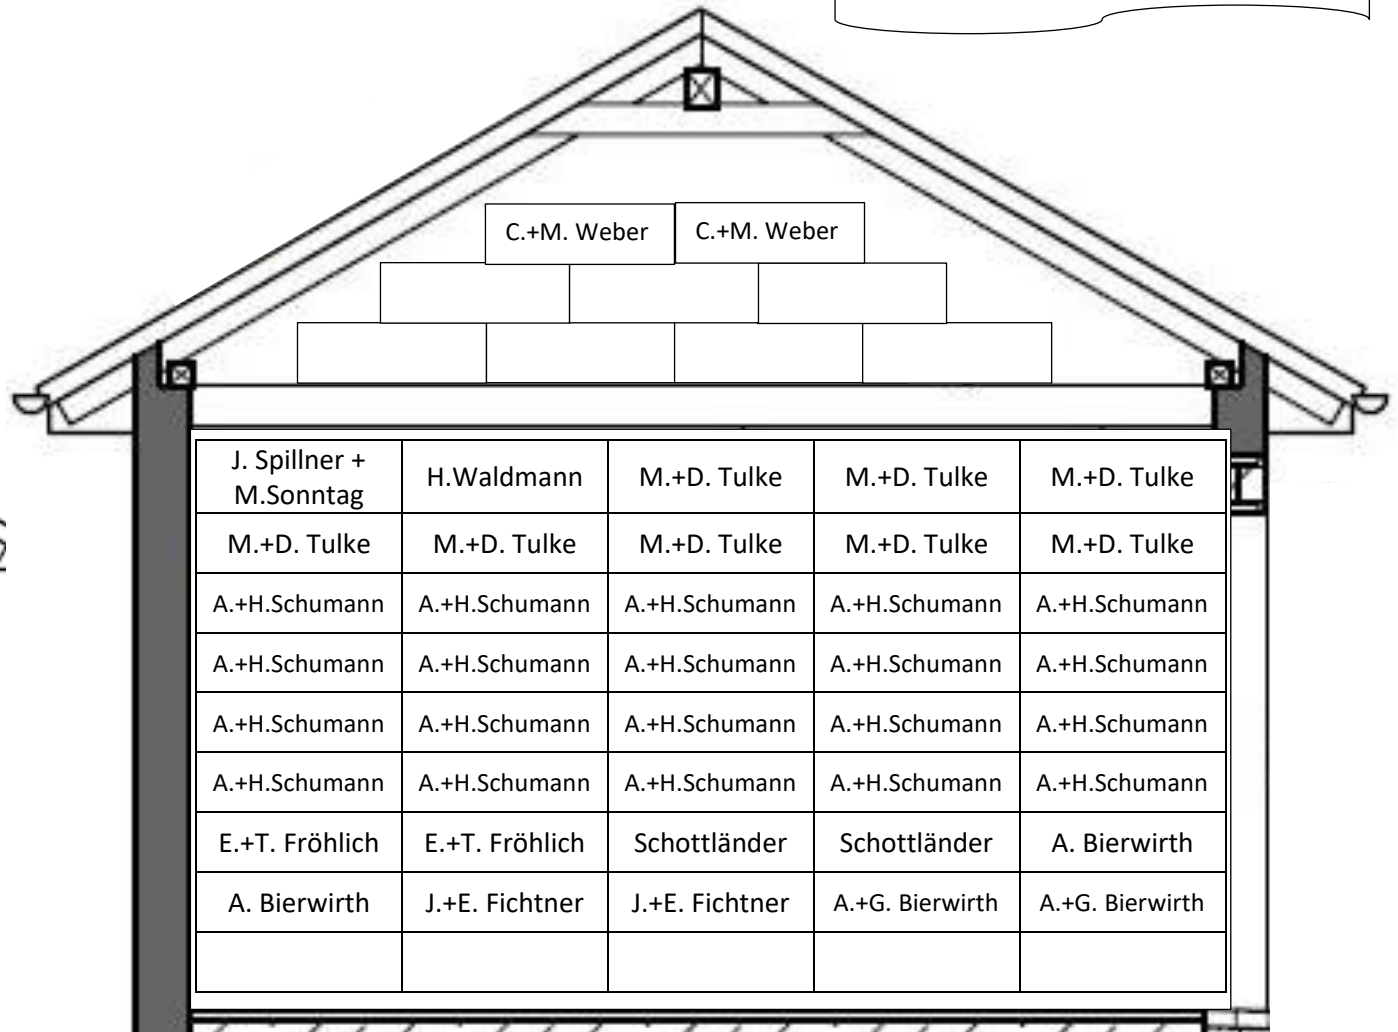 C.+M. Weber C.+M. Weber
J. Spillner +
M.Sonntag H.Waldmann M.+D. Tulke M.+D. Tulke M.+D. Tulke
M.+D. Tulke M.+D. Tulke M.+D. Tulke M.+D. Tulke M.+D. Tulke
A.+H.Schumann A.+H.Schumann A.+H.Schumann A.+H.Schumann A.+H.Schumann
A.+H.Schumann A.+H.Schumann A.+H.Schumann A.+H.Schumann A.+H.Schumann
A.+H.Schumann A.+H.Schumann A.+H.Schumann A.+H.Schumann A.+H.Schumann
A.+H.Schumann A.+H.Schumann A.+H.Schumann A.+H.Schumann A.+H.Schumann
E.+T. Fröhlich E.+T. Fröhlich Schottländer Schottländer A. Bierwirth
A. Bierwirth J.+E. Fichtner J.+E. Fichtner A.+G. Bierwirth A.+G. Bierwirth